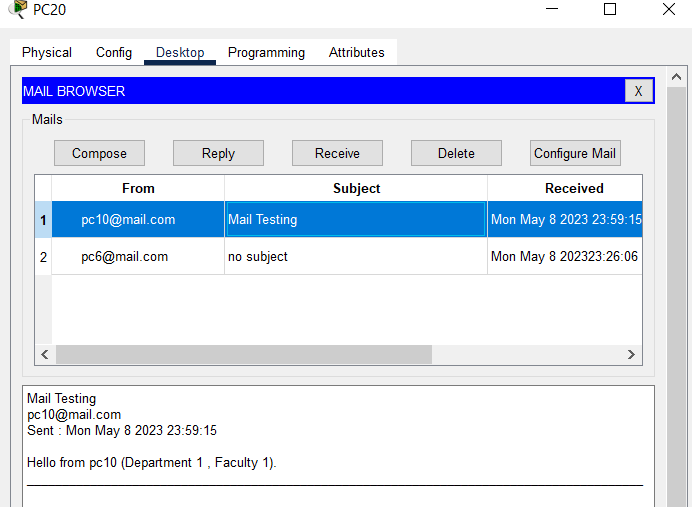 PC20
Physical Config Desktop Programming Attributes
MAIL BROWSER X
Mails
Compose Reply Receive Delete Configure Mail
From Subject Received
1 pc10@mail.com Mail Testing Mon May 8 2023 23:59:15
2 pc6@mail.com no subject Mon May 8 202323:26:06
Mail Testing
pc10@mail.com
Sent : Mon May 8 2023 23:59:15
Hello from pc10 (Department 1 , Faculty 1).